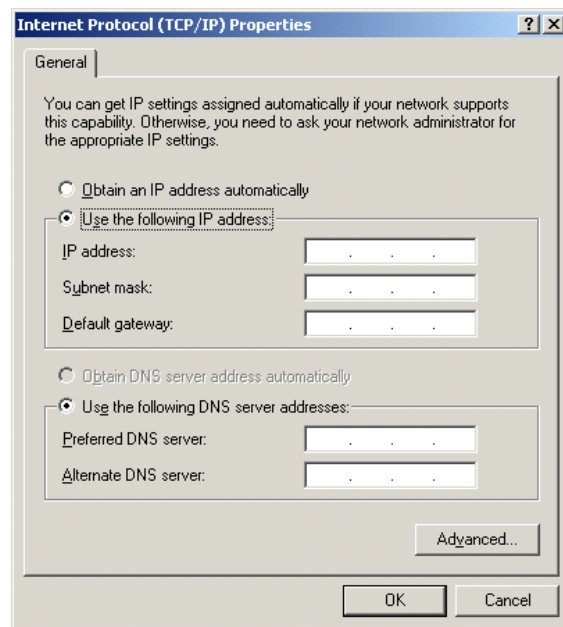 Internet Protocol (TCP/IP) Properties
General
You can get IP settings assigned automatically if your network supports
this capability. Otherwise, you need to ask your network administrator for
the appropriate IP settings.
Obtain an IP address automatically
Use the following IP address:
IP address:
. . .
Subnet mask:
. . .
Default gateway:
. . .
Obtain DNS server address automatically
Use the following DNS server addresses:
Preferred DNS server:
. . .
Alternate DNS server:
. . .
Advanced...
OK Cancel